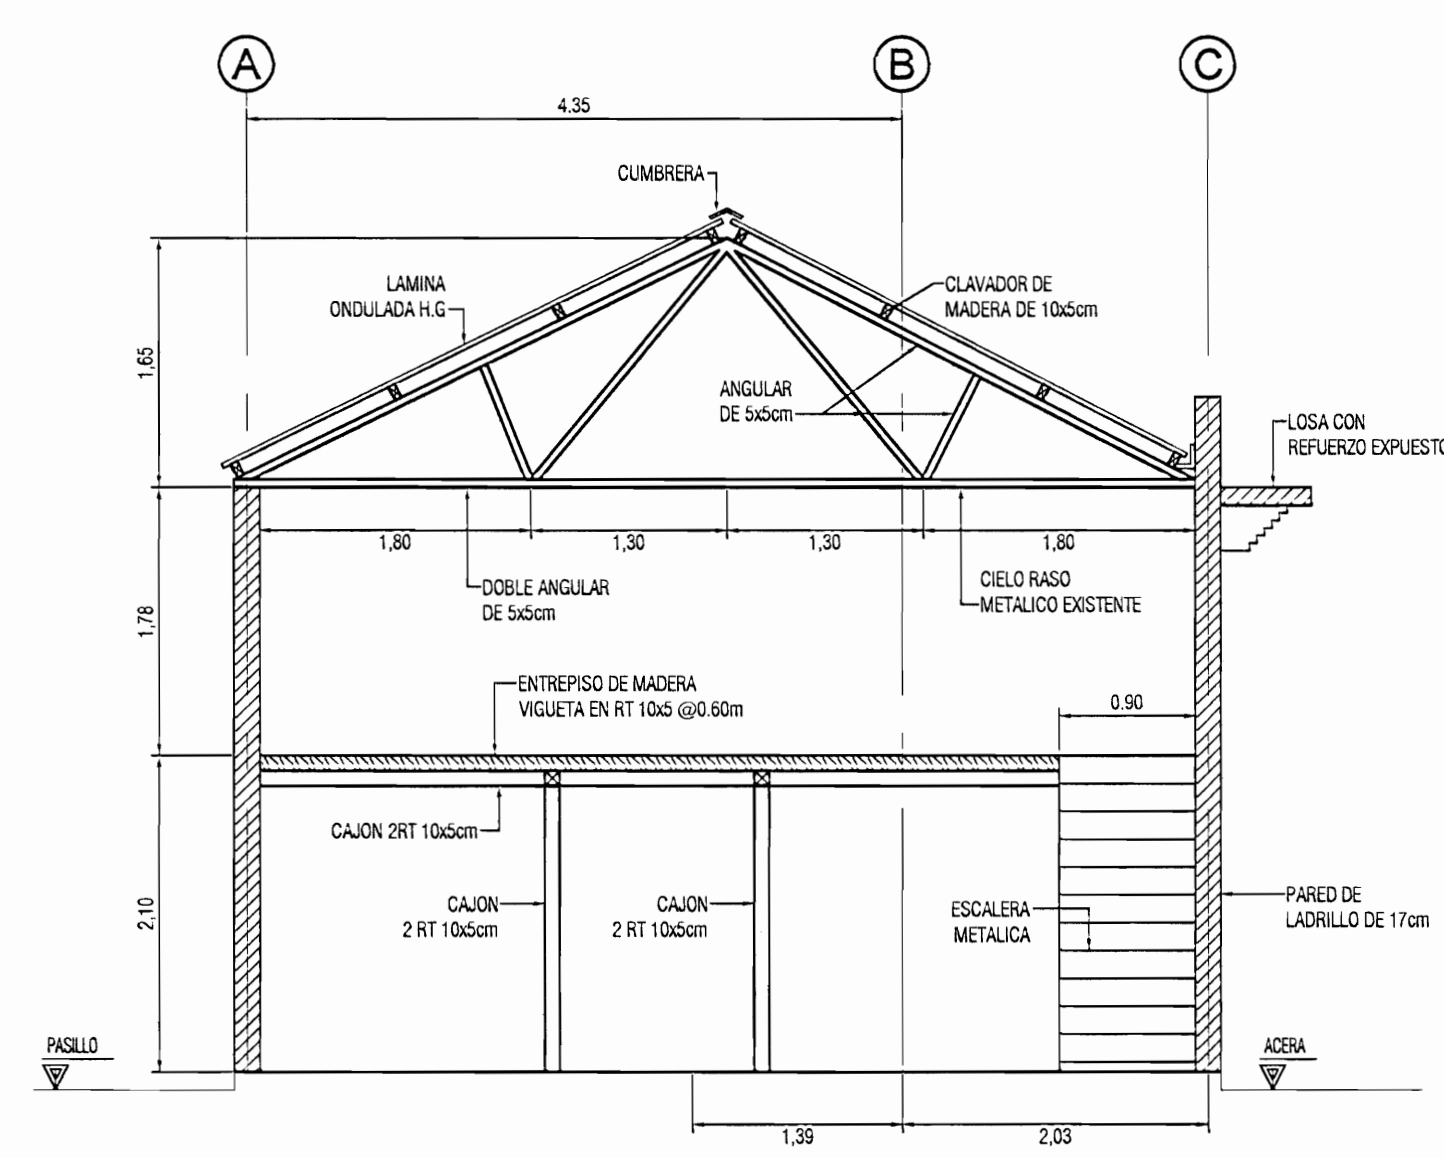 A
B
C
4.35
CUMBRERA
LAMINA
ONDULADA H.G
CLAVADOR DE
MADERA DE 10x5cm
1,65
ANGULAR
DE 5x5cm
LOSA CON
REFUERZO EXPUESTO
1,80
1,30
1,30
1,80
DOBLE ANGULAR
DE 5x5cm
CIELO RASO
METALICO EXISTENTE
1,78
ENTREPISO DE MADERA
VIGUETA EN RT 10x5 @0.60m
0.90
CAJON 2RT 10x5cm
2,10
CAJON
2 RT 10x5cm
CAJON
2 RT 10x5cm
ESCALERA
METALICA
PARED DE
LADRILLO DE 17cm
PASILLO
ACERA
1,39
2,03